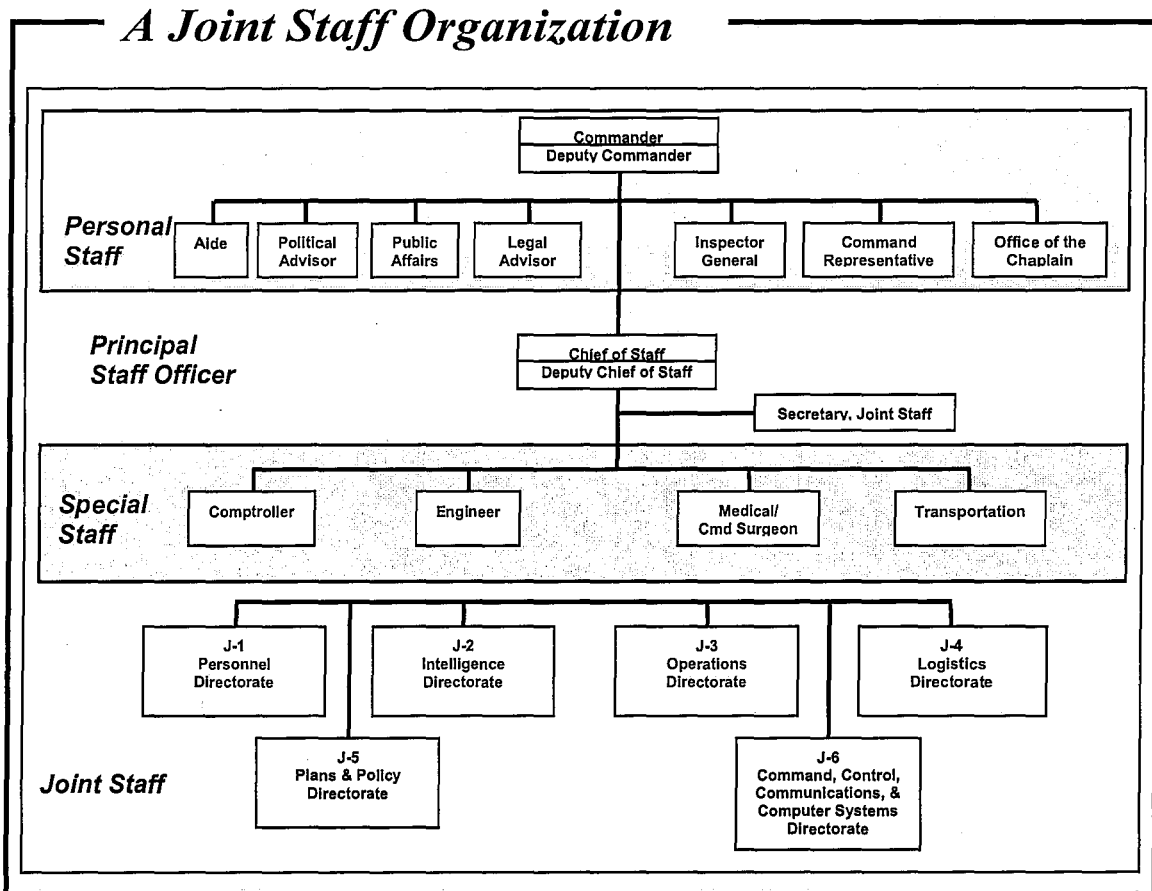 A Joint Staff Organization
Commander
Deputy Commander
Personal
Staff
Aide
Political
Advisor
Public
Affairs
Legal
Advisor
Inspector
General
Command
Representative
Office of the
Chaplain
Principal
Staff Officer
Chief of Staff
Deputy Chief of Staff
Secretary, Joint Staff
Special
Staff
Comptroller
Engineer
Medical/
Cmd Surgeon
Transportation
J-1
Personnel
Directorate
J-2
Intelligence
Directorate
J-3
Operations
Directorate
J-4
Logistics
Directorate
Joint Staff
J-5
Plans & Policy
Directorate
J-6
Command, Control,
Communications, &
Computer Systems
Directorate